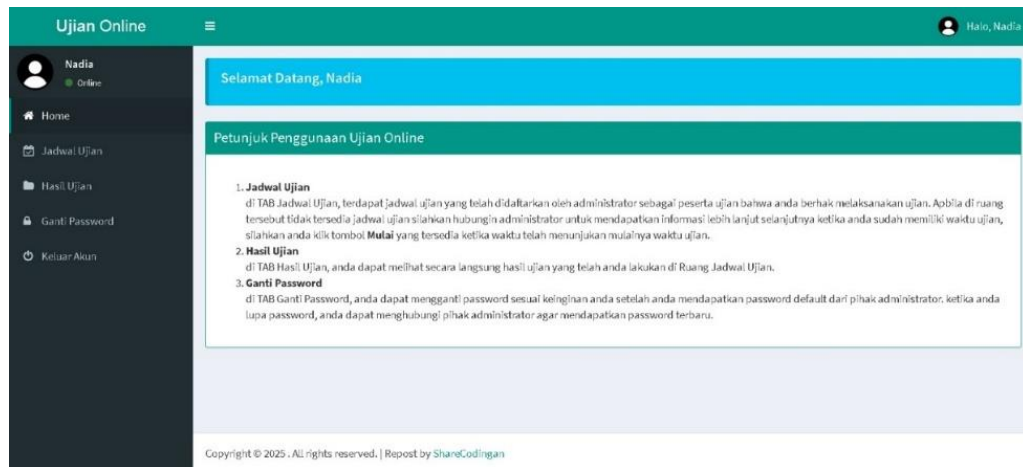 Ujian Online
Halo, Nadia
Nadia
Online
Home
Jadwal Ujian
Hasil Ujian
Ganti Password
Keluar Akun
Selamat Datang, Nadia
Petunjuk Penggunaan Ujian Online
1. Jadwal Ujian
di TAB Jadwal Ujian, terdapat jadwal ujian yang telah didaftarkan oleh administrator sebagai peserta ujian bahwa anda berhak melaksanakan ujian. Apbila di ruang
tersebut tidak tersedia jadwal ujian silahkan hubungin administrator untuk mendapatkan informasi lebih lanjut selanjutnya ketika anda sudah memiliki waktu ujian,
silahkan anda klik tombol Mulai yang tersedia ketika waktu telah menunjukan mulainya waktu ujian.
2. Hasil Ujian
di TAB Hasil Ujian, anda dapat melihat secara langsung hasil ujian yang telah anda lakukan di Ruang Jadwal Ujian.
3. Ganti Password
di TAB Ganti Password, anda dapat mengganti password sesuai keinginan anda setelah anda mendapatkan password default dari pihak administrator. ketika anda
lupa password, anda dapat menghubungi pihak administrator agar mendapatkan password terbaru.
Copyright © 2025 . All rights reserved. | Repost by ShareCodingan